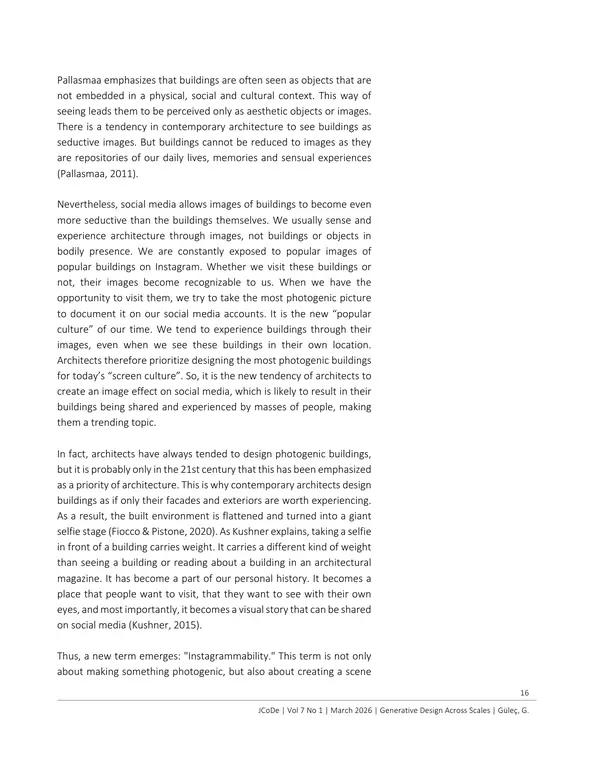 Pallasmaa emphasizes that buildings are often seen as objects that are
not embedded in a physical, social and cultural context. This way of
seeing leads them to be perceived only as aesthetic objects or images.
There is a tendency in contemporary architecture to see buildings as
seductive images. But buildings cannot be reduced to images as they
are repositories of our daily lives, memories and sensual experiences
(Pallasmaa, 2011).
Nevertheless, social media allows images of buildings to become even
more seductive than the buildings themselves. We usually sense and
experience architecture through images, not buildings or objects in
bodily presence. We are constantly exposed to popular images of
popular buildings on Instagram. Whether we visit these buildings or
not, their images become recognizable to us. When we have the
opportunity to visit them, we try to take the most photogenic picture
to document it on our social media accounts. It is the new “popular
culture” of our time. We tend to experience buildings through their
images, even when we see these buildings in their own location.
Architects therefore prioritize designing the most photogenic buildings
for today’s “screen culture”. So, it is the new tendency of architects to
create an image effect on social media, which is likely to result in their
buildings being shared and experienced by masses of people, making
them a trending topic.
In fact, architects have always tended to design photogenic buildings,
but it is probably only in the 21st century that this has been emphasized
as a priority of architecture. This is why contemporary architects design
buildings as if only their facades and exteriors are worth experiencing.
As a result, the built environment is flattened and turned into a giant
selfie stage (Fiocco & Pistone, 2020). As Kushner explains, taking a selfie
in front of a building carries weight. It carries a different kind of weight
than seeing a building or reading about a building in an architectural
magazine. It has become a part of our personal history. It becomes a
place that people want to visit, that they want to see with their own
eyes, and most importantly, it becomes a visual story that can be shared
on social media (Kushner, 2015).
Thus, a new term emerges: "Instagrammability." This term is not only
about making something photogenic, but also about creating a scene
16
JCoDe | Vol 7 No 1 | March 2026 | Generative Design Across Scales | Güleç, G.